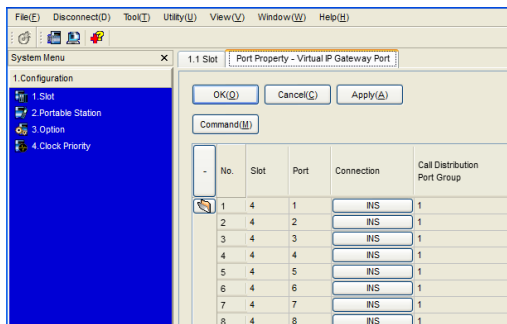 File(F) Disconnect(D) Tool(T) Utility(U) View(V) Window(W) Help(H)
System Menu X
1.Configuration
1.Slot
2.Portable Station
3.Option
4.Clock Priority
1.1 Slot Port Property - Virtual IP Gateway Port
OK(O) Cancel(C) Apply(A)
Command(M)
- No. Slot Port Connection Call Distribution
Port Group
1 4 1 INS 1
2 4 2 INS 1
3 4 3 INS 1
4 4 4 INS 1
5 4 5 INS 1
6 4 6 INS 1
7 4 7 INS 1
8 4 8 INS 1